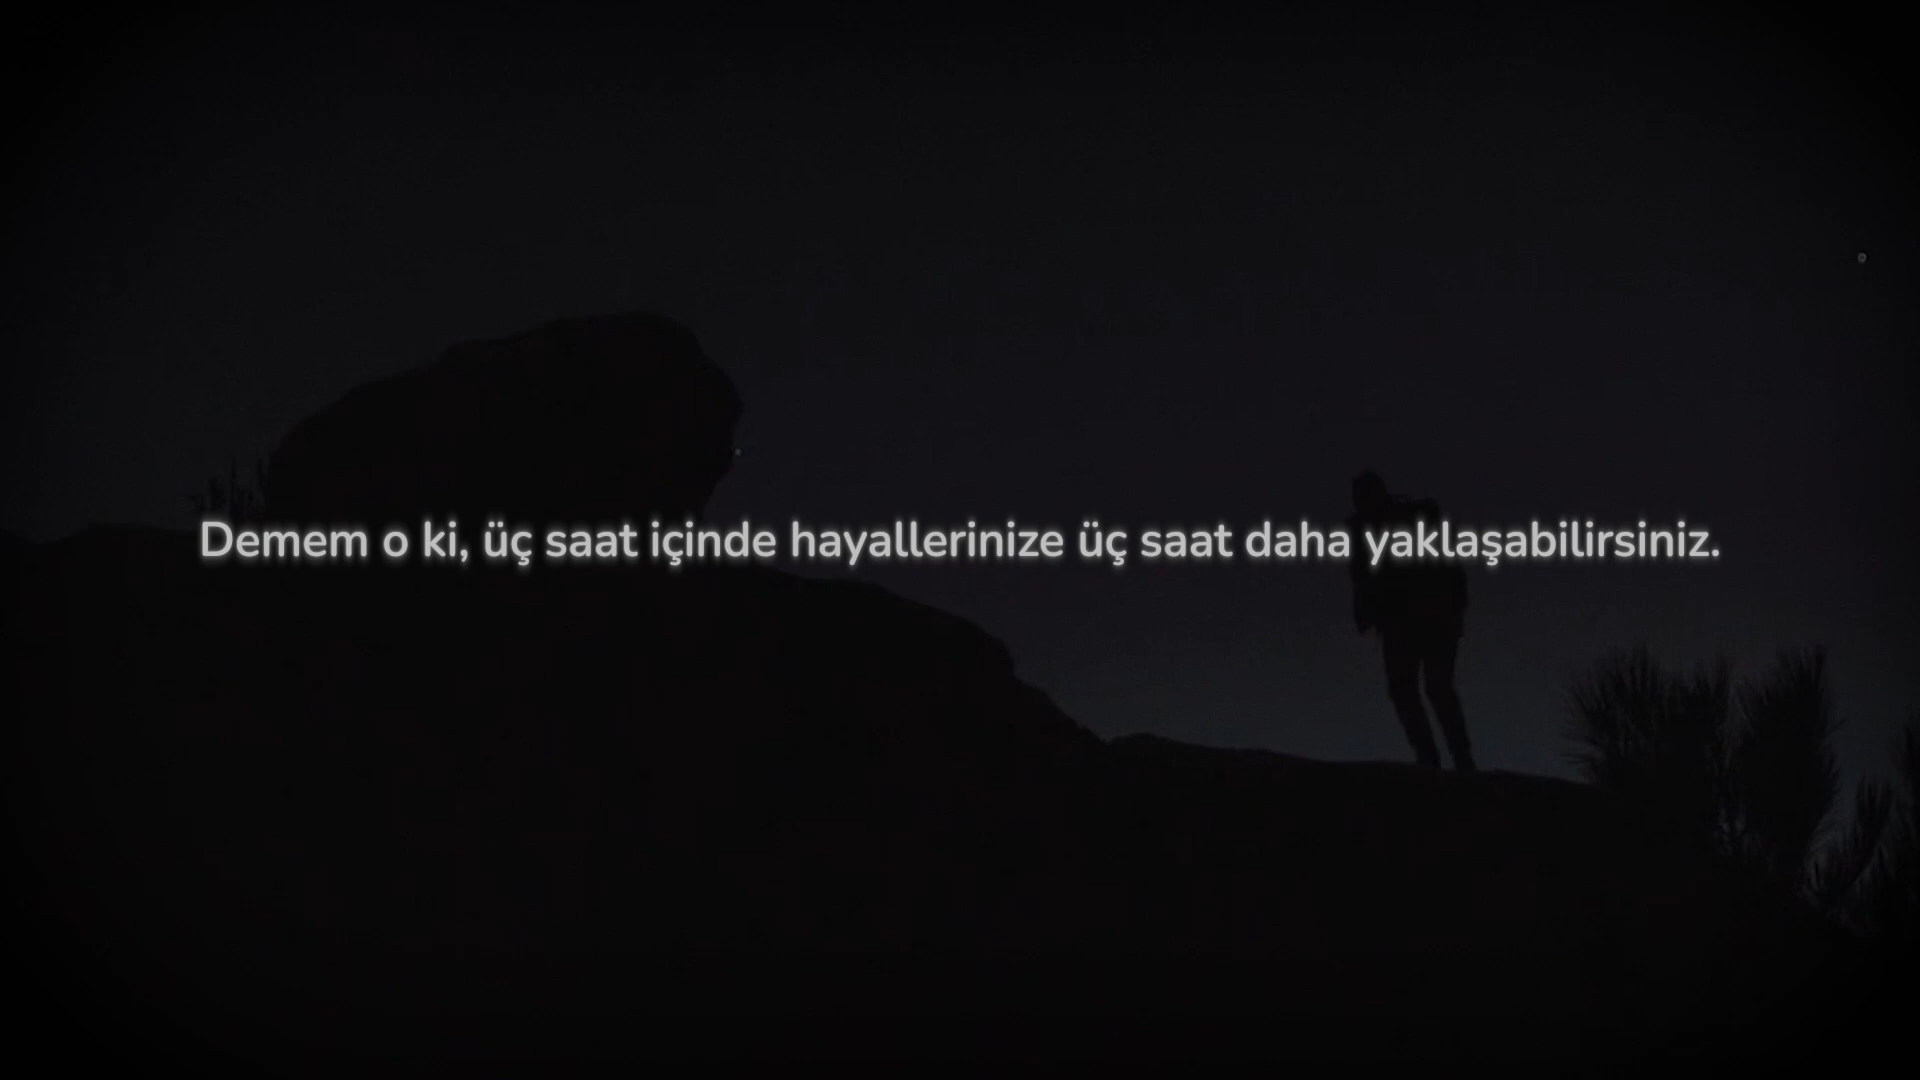 Demem o ki, üç saat içinde hayallerinize üç saat daha yaklaşabilirsiniz.